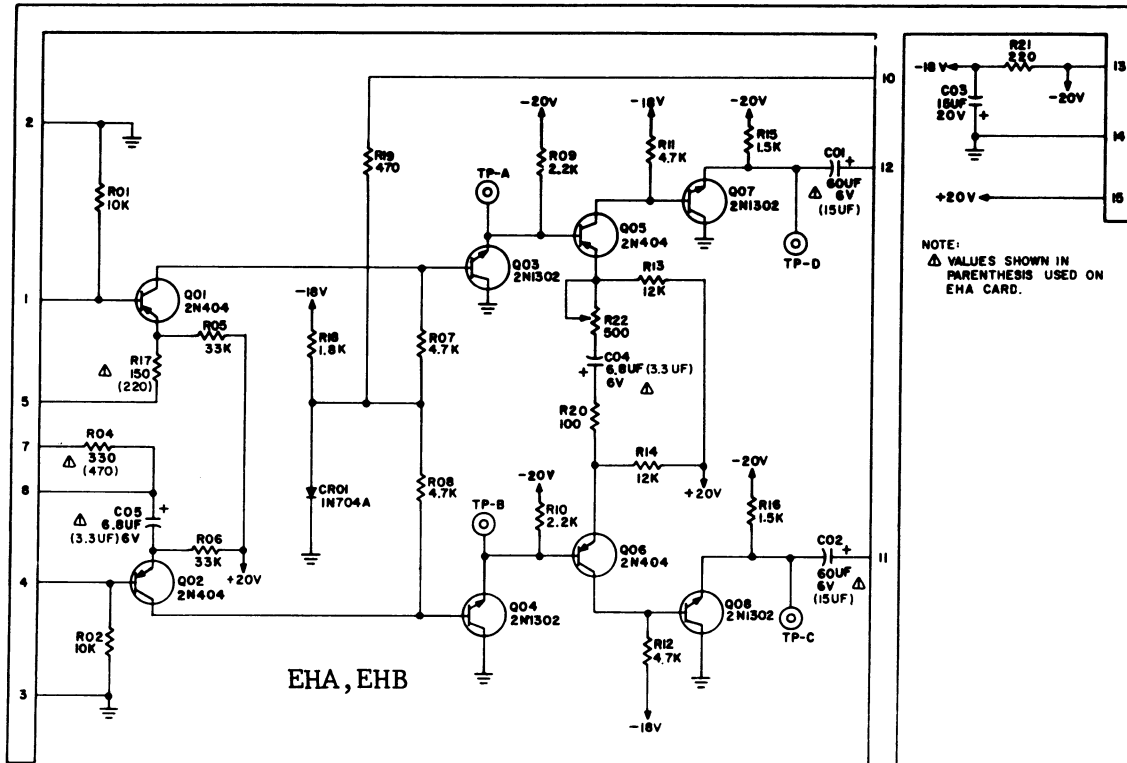 R21
220
-18V
13
10
C03
15UF
20V +
-20V
-20V
-18V
-20V
2
R19
470
R09
2.2K
R11
4.7K
R15
1.5K
C01
+
12
14
TP-A
R01
10K
60UF
6V
(15UF)
Q07
2N1302
+20V
15
Q05
2N404
TP-D
NOTE:
⚠ VALUES SHOWN IN
PARENTHESIS USED ON
EHA CARD.
Q03
2N1302
R13
12K
1
Q01
2N404
-18V
R05
33K
R18
1.8K
R07
4.7K
R22
500
R17
150
(220)
C04
6.8UF (3.3UF)
6V
+
5
R20
100
R04
330
(470)
7
R14
12K
6
-20V
-20V
+20V
R08
4.7K
CR01
1N704A
TP-B
R10
2.2K
R16
1.5K
C05
6.8UF
(3.3UF) 6V
+
R06
33K
+20V
C02
+
11
60UF
6V
(15UF)
Q06
2N404
4
Q02
2N404
Q04
2N1302
Q08
2N1302
TP-C
R02
10K
R12
4.7K
EHA, EHB
3
-18V